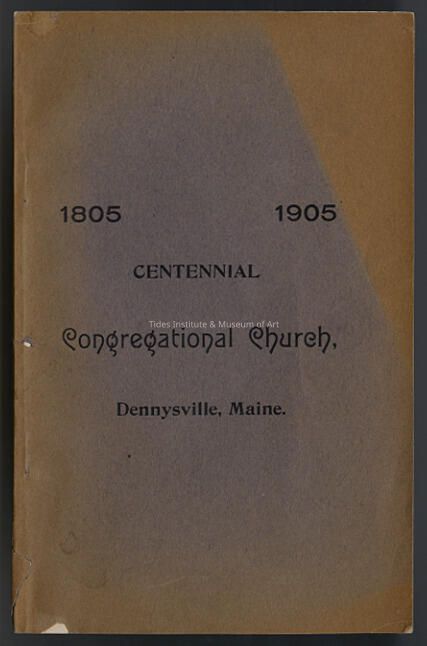 1805 1905
CENTENNIAL
Tides Institute & Museum of Art
Congregational Church,
Dennysville, Maine.